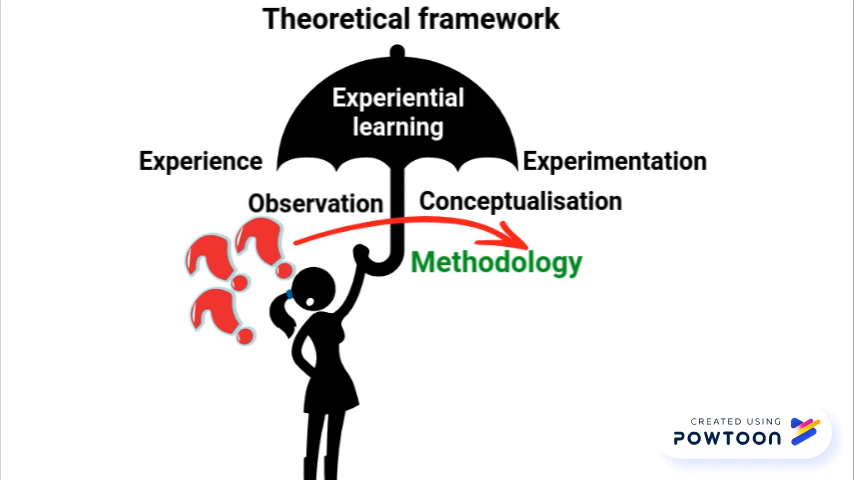 Theoretical framework
Experiential
learning
Experience
Experimentation
Observation
Conceptualisation
Methodology
CREATED USING
POWTOON